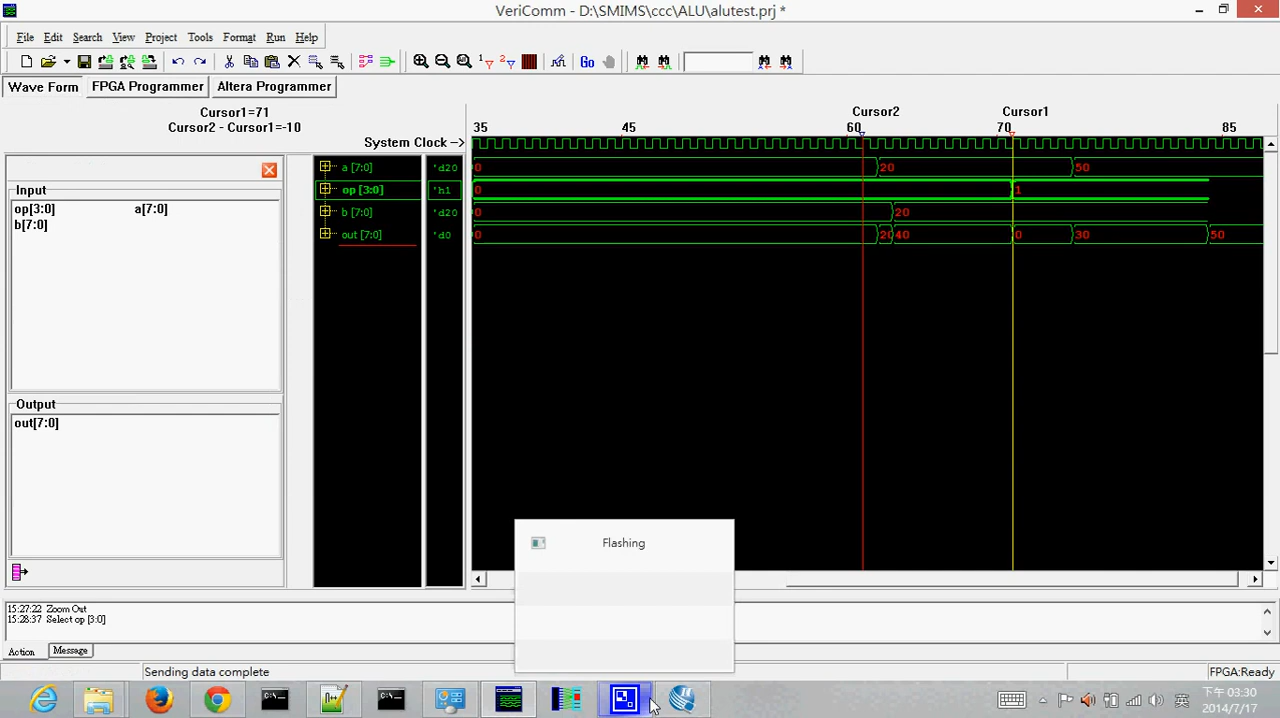 VeriComm - D:\SMIMS\ccc\ALU\alutest.prj *
File Edit Search View Project Tools Format Run Help
Go
Wave Form FPGA Programmer Altera Programmer
Cursor1=71
Cursor2 - Cursor1=-10
System Clock ->
Cursor2 Cursor1
35 45 60 70 85
Input
op[3:0] a[7:0]
b[7:0]
Output
out[7:0]
a [7:0] 'd20 0 20 50
op [3:0] 'h1 0 1
b [7:0] 'd20 0 20
out [7:0] 'd0 0 20 40 0 30 50
Flashing
15:27:22 Zoom Out
15:28:37 Select op [3:0]
Action Message
Sending data complete FPGA:Ready
英
下午 03:30
2014/7/17